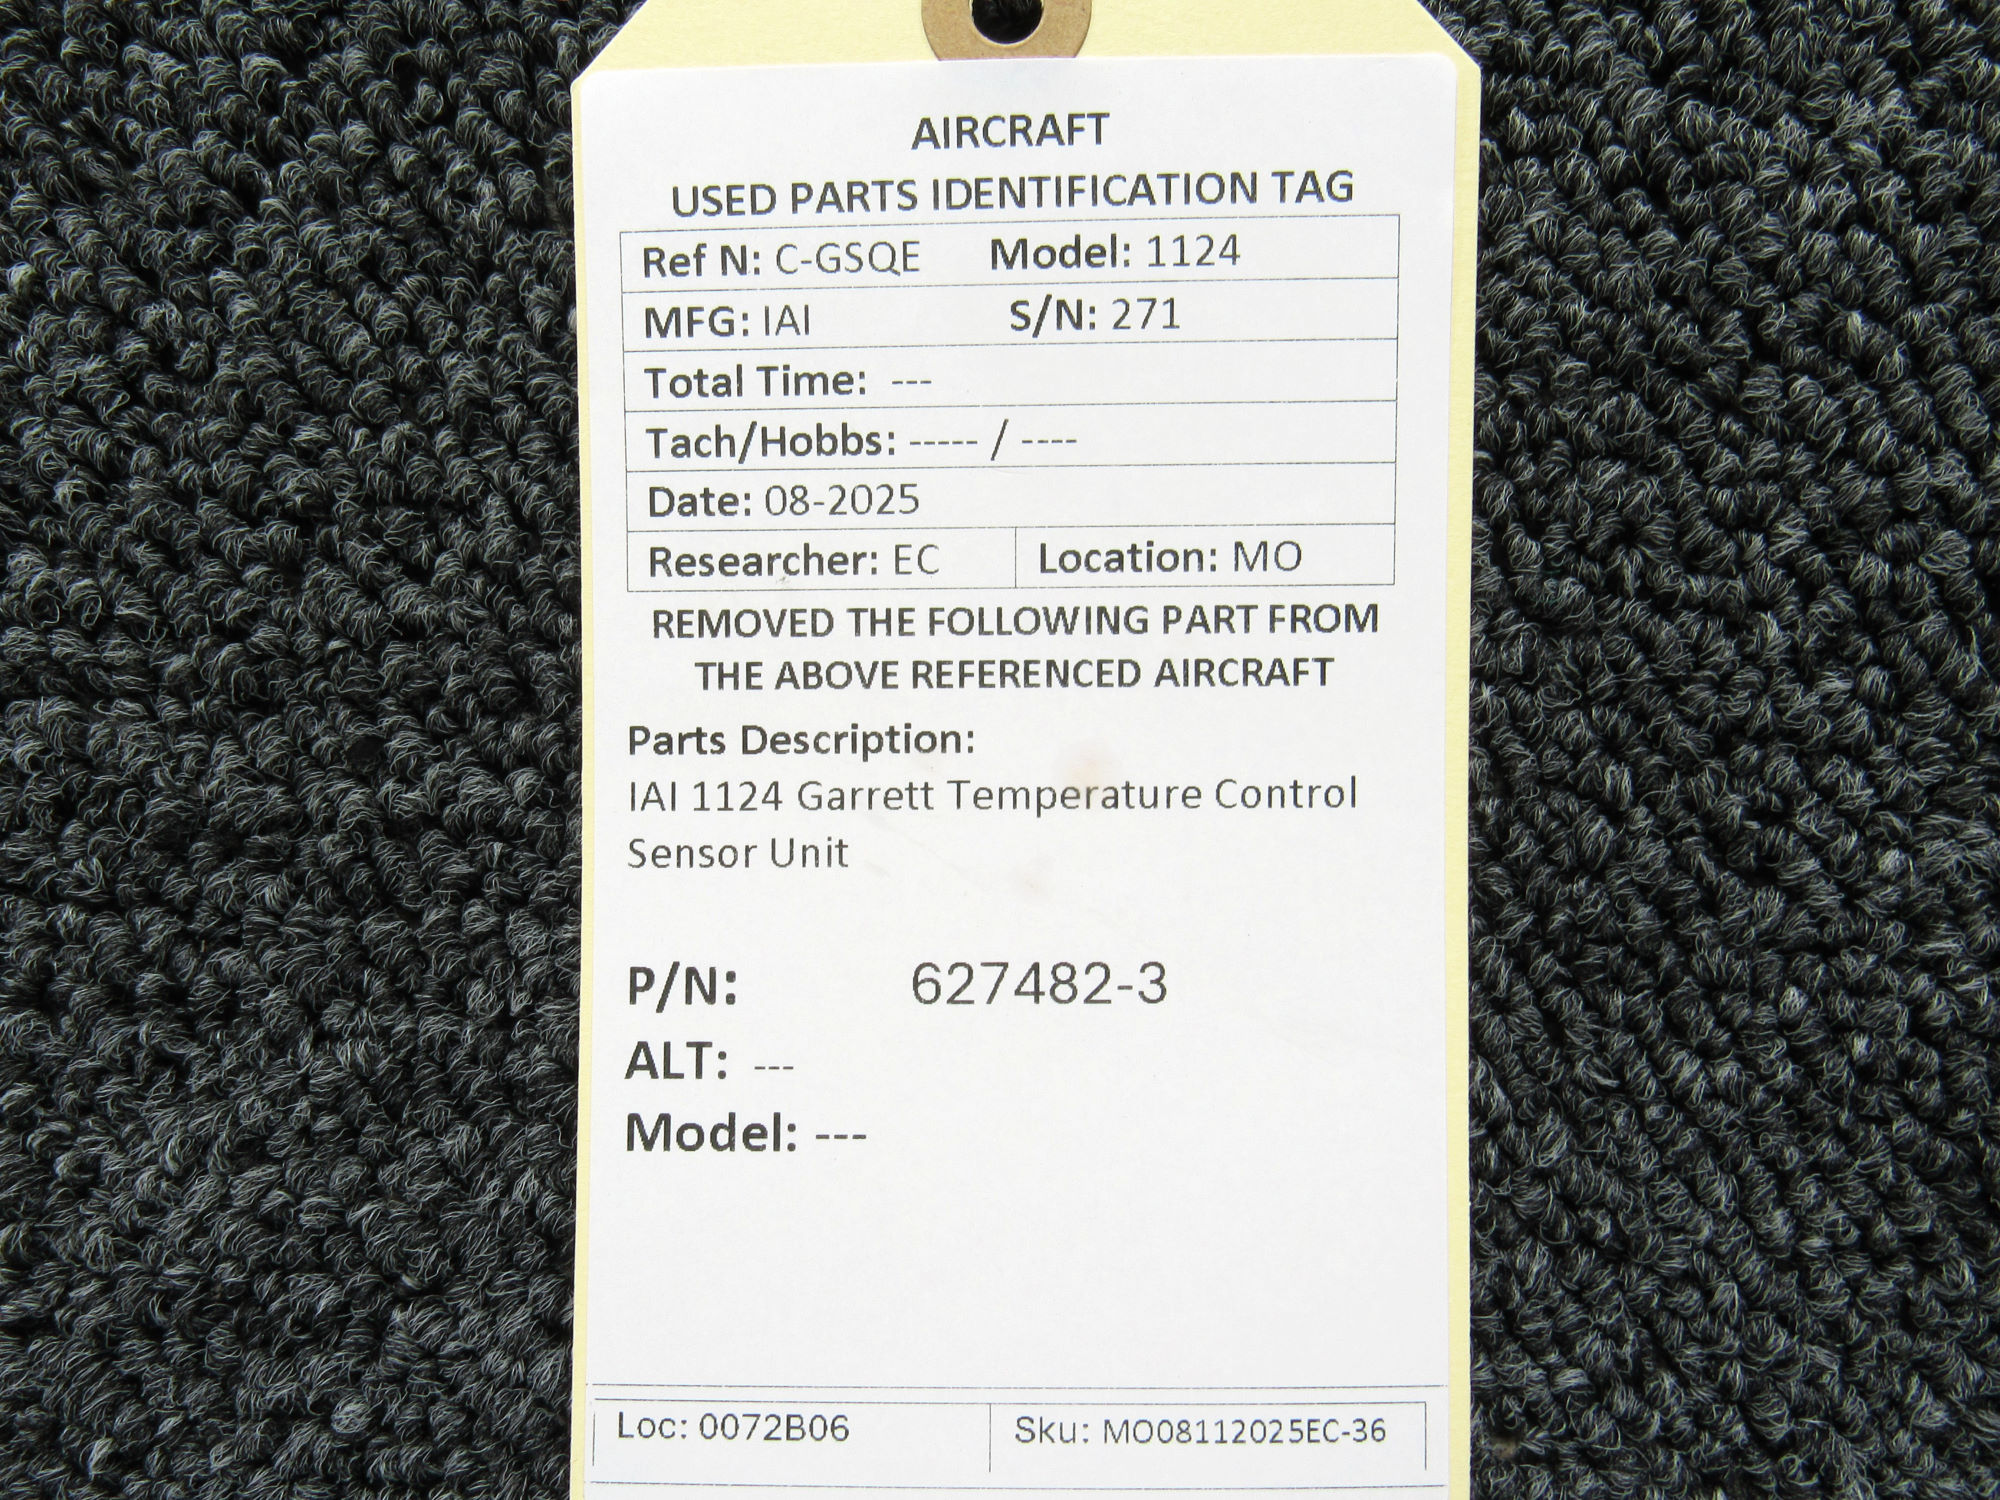 AIRCRAFT
USED PARTS IDENTIFICATION TAG
Ref N: C-GSQE Model: 1124
MFG: IAI S/N: 271
Total Time: ---
Tach/Hobbs: ----- / ----
Date: 08-2025
Researcher: EC Location: MO
REMOVED THE FOLLOWING PART FROM
THE ABOVE REFERENCED AIRCRAFT
Parts Description:
IAI 1124 Garrett Temperature Control
Sensor Unit
P/N: 627482-3
ALT: ---
Model: ---
Loc: 0072B06 Sku: MO08112025EC-36